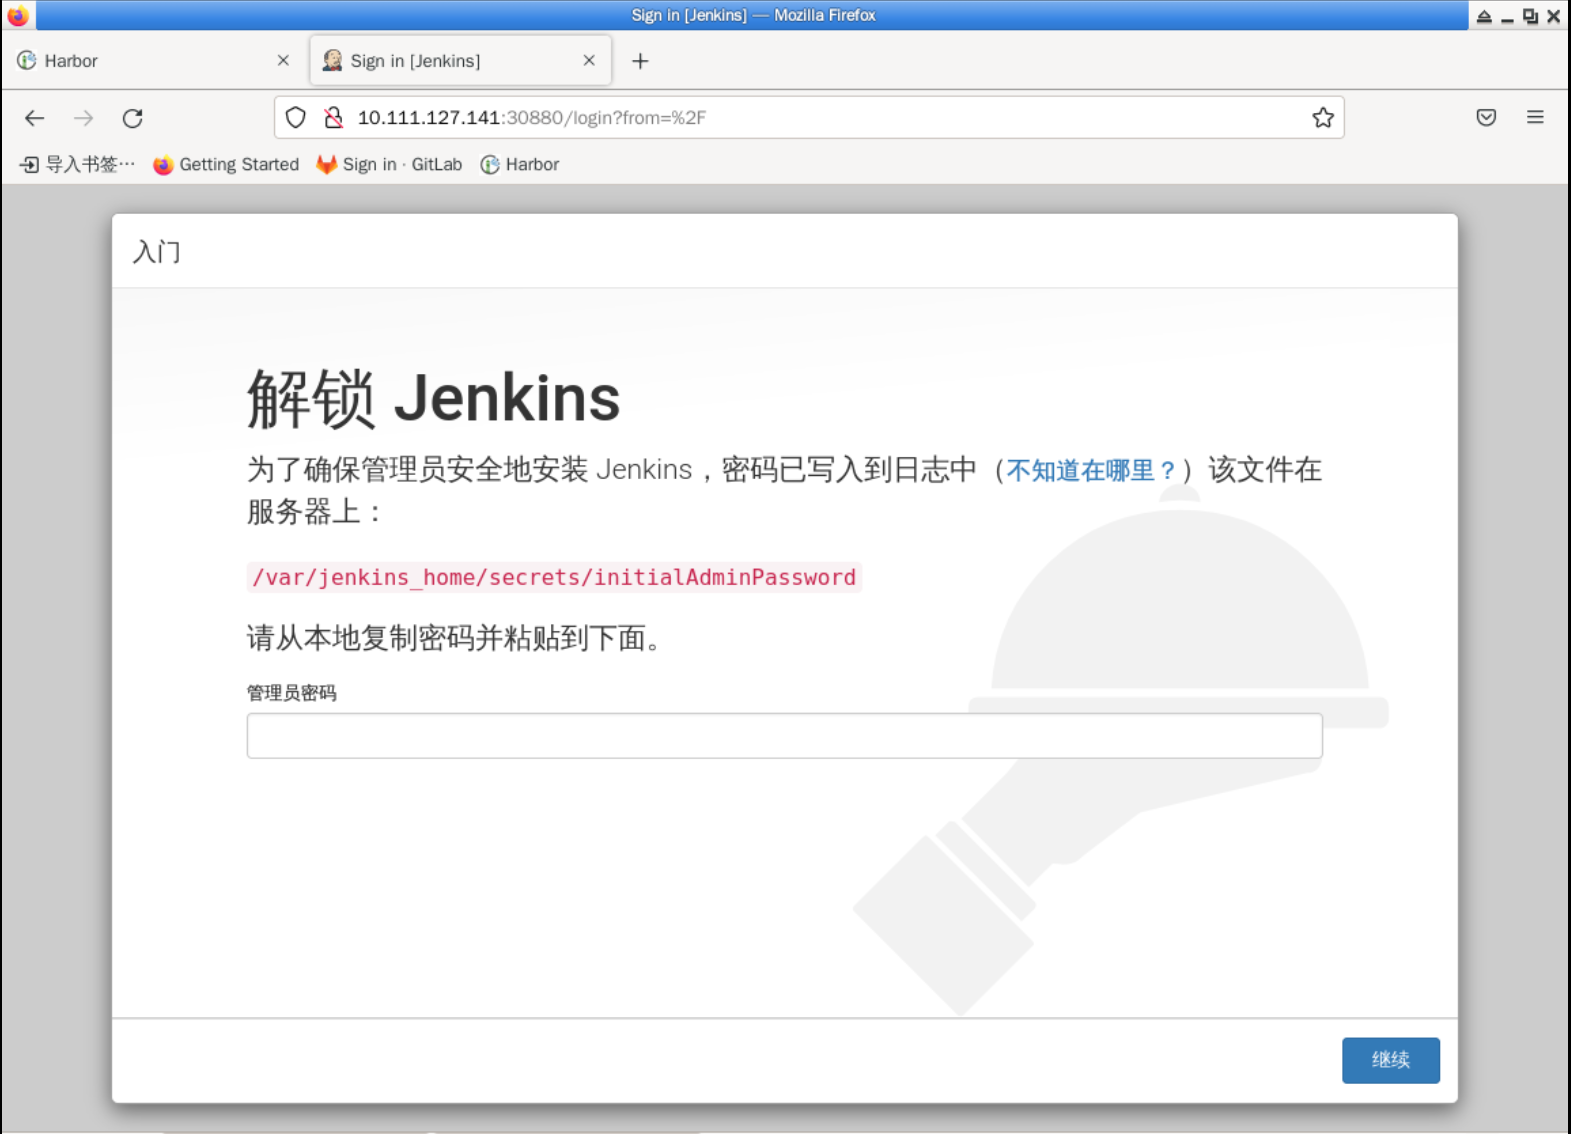 Sign in [Jenkins] — Mozilla Firefox
Harbor
Sign in [Jenkins]
10.111.127.141:30880/login?from=%2F
导入书签…
Getting Started
Sign in · GitLab
Harbor
入门
解锁 Jenkins
为了确保管理员安全地安装 Jenkins，密码已写入到日志中（不知道在哪里？）该文件在
服务器上：
/var/jenkins_home/secrets/initialAdminPassword
请从本地复制密码并粘贴到下面。
管理员密码
继续